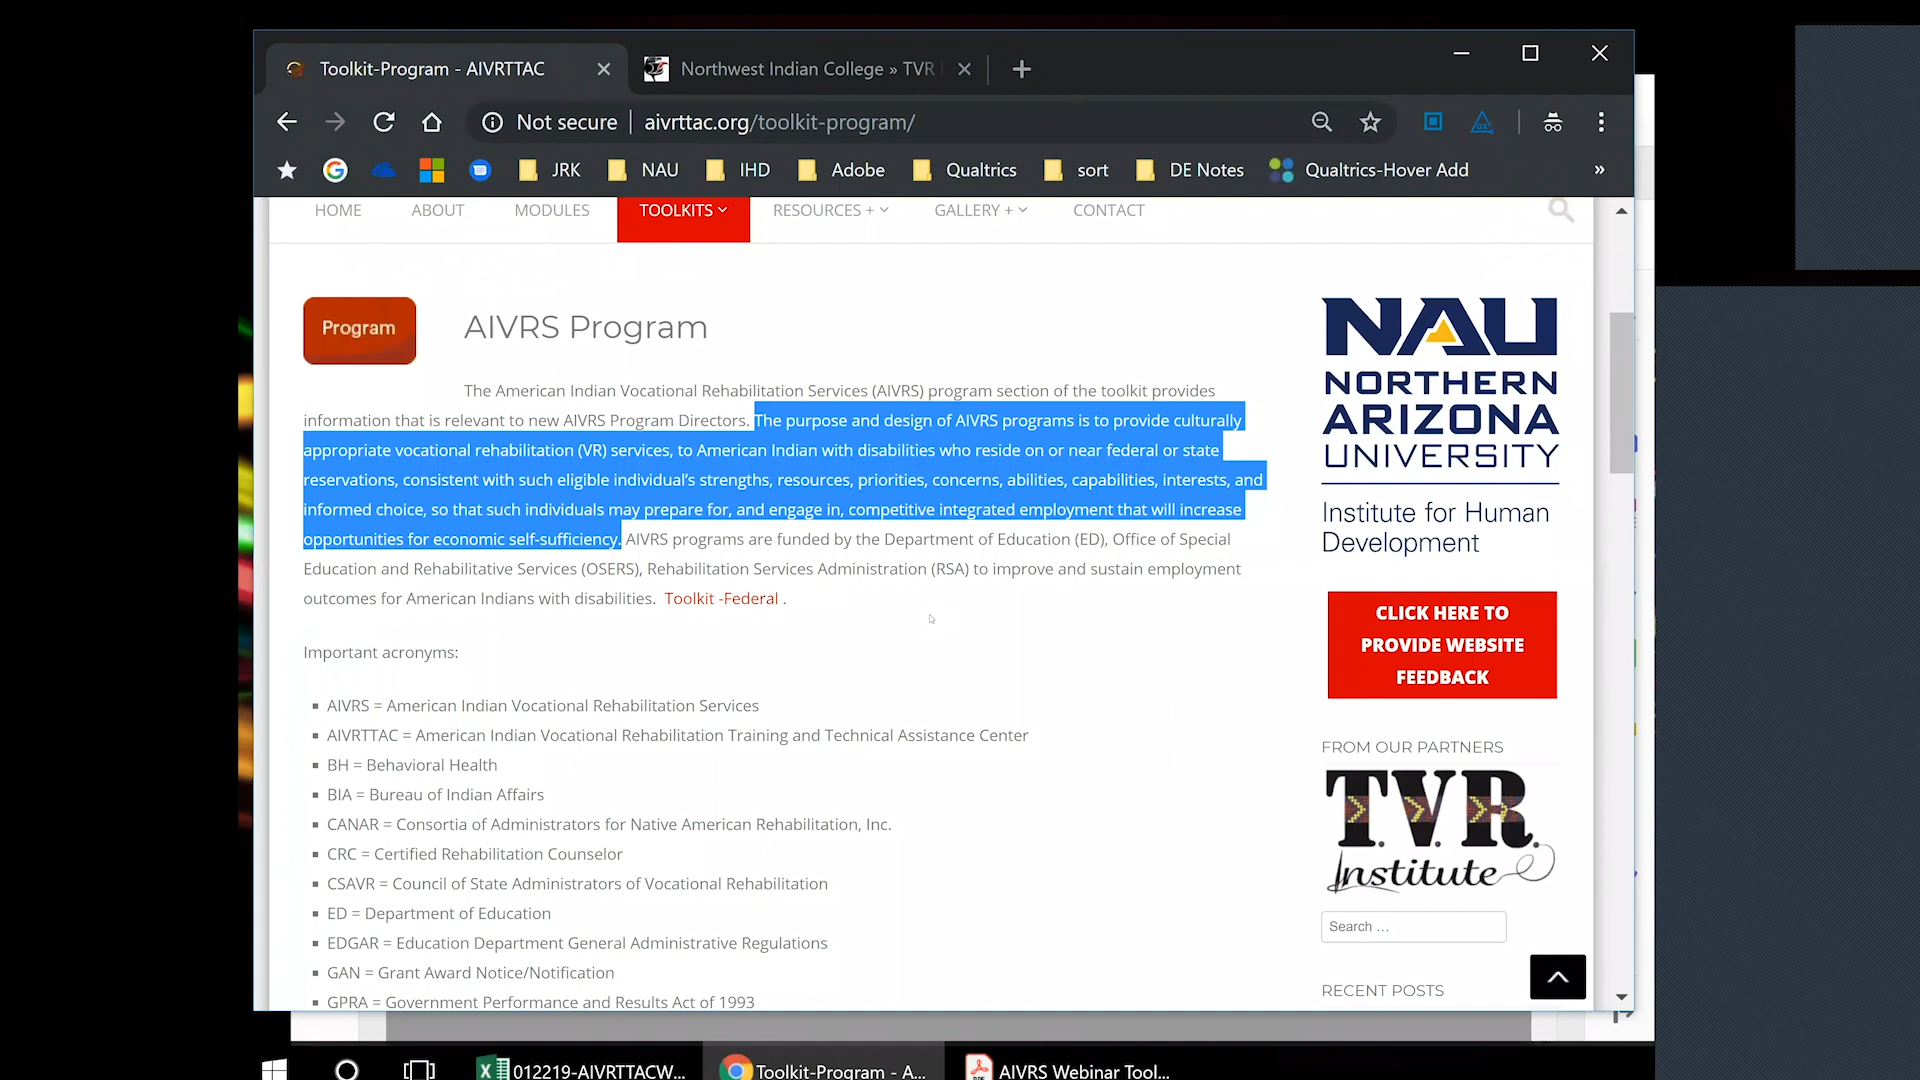 Toolkit-Program - AIVRTTAC
Northwest Indian College » TVR
Not secure
aivrttac.org/toolkit-program/
JRK
NAU
IHD
Adobe
Qualtrics
sort
DE Notes
Qualtrics-Hover Add
»
HOME
ABOUT
MODULES
TOOLKITS
RESOURCES +
GALLERY +
CONTACT
Program
AIVRS Program
The American Indian Vocational Rehabilitation Services (AIVRS) program section of the toolkit provides
information that is relevant to new AIVRS Program Directors. The purpose and design of AIVRS programs is to provide culturally
appropriate vocational rehabilitation (VR) services, to American Indian with disabilities who reside on or near federal or state
reservations, consistent with such eligible individual's strengths, resources, priorities, concerns, abilities, capabilities, interests, and
informed choice, so that such individuals may prepare for, and engage in, competitive integrated employment that will increase
opportunities for economic self-sufficiency. AIVRS programs are funded by the Department of Education (ED), Office of Special
Education and Rehabilitative Services (OSERS), Rehabilitation Services Administration (RSA) to improve and sustain employment
outcomes for American Indians with disabilities. Toolkit -Federal .
Important acronyms:
AIVRS = American Indian Vocational Rehabilitation Services
AIVRTTAC = American Indian Vocational Rehabilitation Training and Technical Assistance Center
BH = Behavioral Health
BIA = Bureau of Indian Affairs
CANAR = Consortia of Administrators for Native American Rehabilitation, Inc.
CRC = Certified Rehabilitation Counselor
CSAVR = Council of State Administrators of Vocational Rehabilitation
ED = Department of Education
EDGAR = Education Department General Administrative Regulations
GAN = Grant Award Notice/Notification
GPRA = Government Performance and Results Act of 1993
NAU
NORTHERN
ARIZONA
UNIVERSITY
Institute for Human
Development
CLICK HERE TO
PROVIDE WEBSITE
FEEDBACK
FROM OUR PARTNERS
T.V.R.
Institute
Search ...
RECENT POSTS
012219-AIVRTTACW...
Toolkit-Program - A...
AIVRS Webinar Tool...